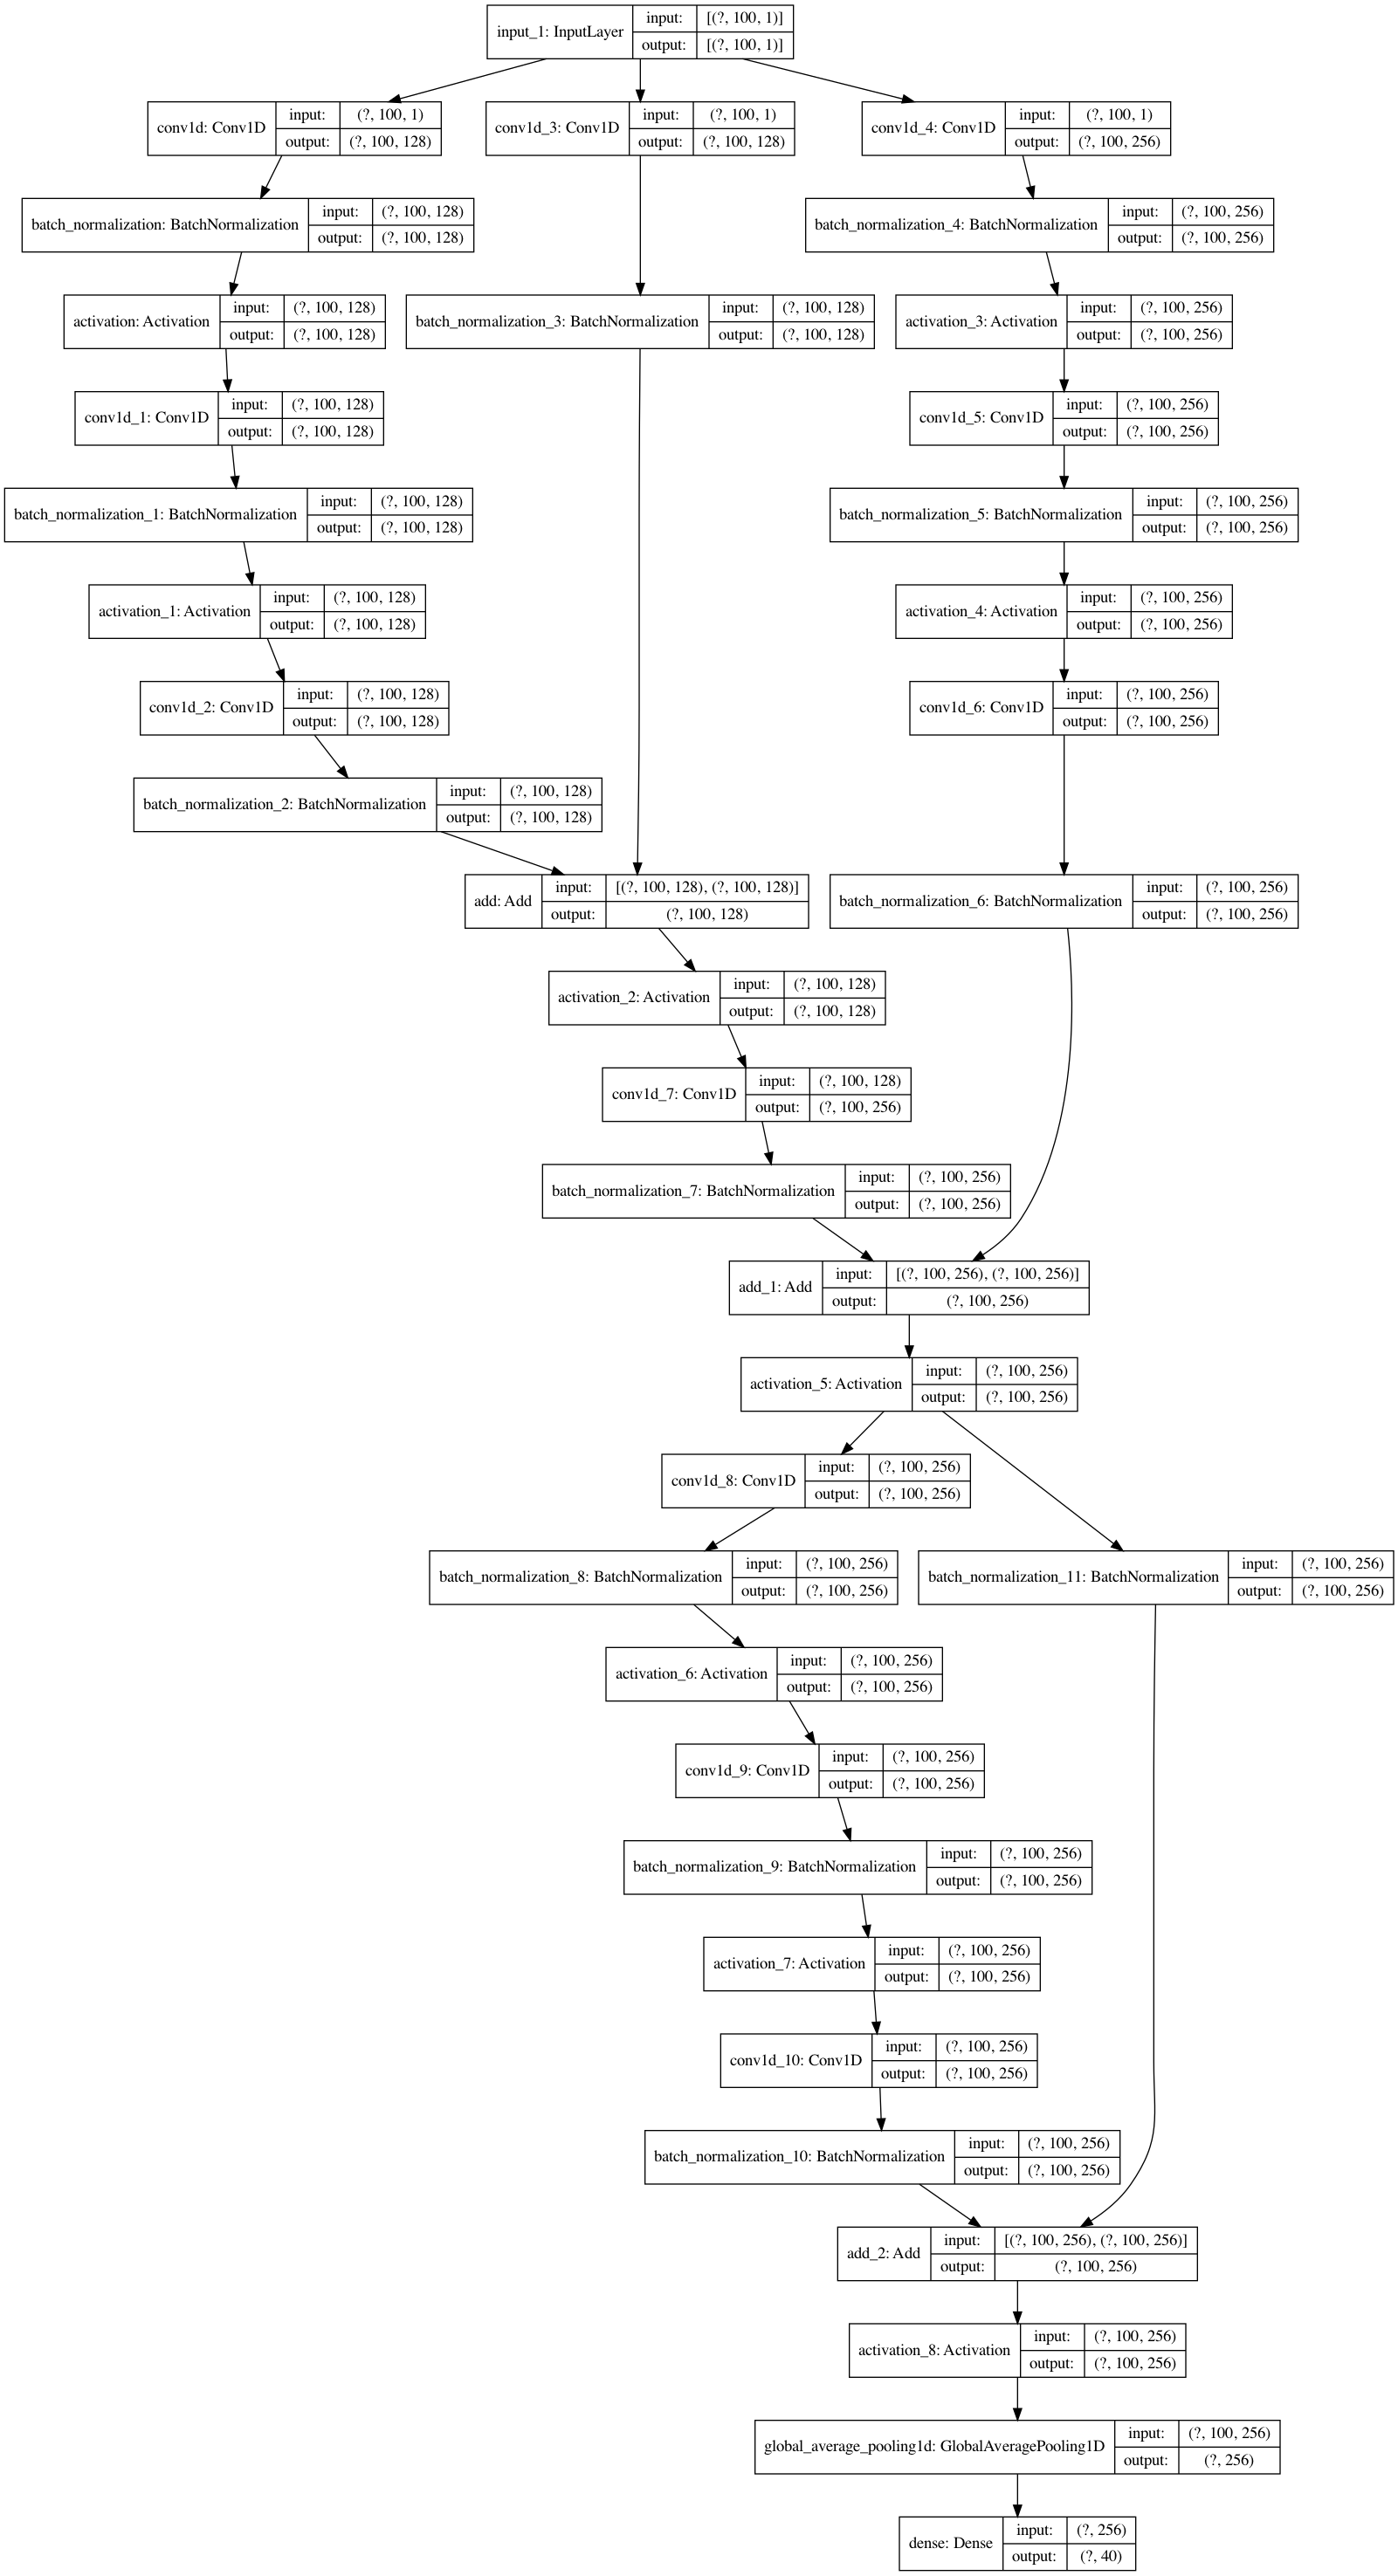 input_1: InputLayer input: [(?, 100, 1)]
output: [(?, 100, 1)]
conv1d: Conv1D input: (?, 100, 1)
output: (?, 100, 128)
conv1d_3: Conv1D input: (?, 100, 1)
output: (?, 100, 128)
conv1d_4: Conv1D input: (?, 100, 1)
output: (?, 100, 256)
batch_normalization: BatchNormalization input: (?, 100, 128)
output: (?, 100, 128)
batch_normalization_4: BatchNormalization input: (?, 100, 256)
output: (?, 100, 256)
activation: Activation input: (?, 100, 128)
output: (?, 100, 128)
batch_normalization_3: BatchNormalization input: (?, 100, 128)
output: (?, 100, 128)
activation_3: Activation input: (?, 100, 256)
output: (?, 100, 256)
conv1d_1: Conv1D input: (?, 100, 128)
output: (?, 100, 128)
conv1d_5: Conv1D input: (?, 100, 256)
output: (?, 100, 256)
batch_normalization_1: BatchNormalization input: (?, 100, 128)
output: (?, 100, 128)
batch_normalization_5: BatchNormalization input: (?, 100, 256)
output: (?, 100, 256)
activation_1: Activation input: (?, 100, 128)
output: (?, 100, 128)
activation_4: Activation input: (?, 100, 256)
output: (?, 100, 256)
conv1d_2: Conv1D input: (?, 100, 128)
output: (?, 100, 128)
conv1d_6: Conv1D input: (?, 100, 256)
output: (?, 100, 256)
batch_normalization_2: BatchNormalization input: (?, 100, 128)
output: (?, 100, 128)
add: Add input: [(?, 100, 128), (?, 100, 128)]
output: (?, 100, 128)
batch_normalization_6: BatchNormalization input: (?, 100, 256)
output: (?, 100, 256)
activation_2: Activation input: (?, 100, 128)
output: (?, 100, 128)
conv1d_7: Conv1D input: (?, 100, 128)
output: (?, 100, 256)
batch_normalization_7: BatchNormalization input: (?, 100, 256)
output: (?, 100, 256)
add_1: Add input: [(?, 100, 256), (?, 100, 256)]
output: (?, 100, 256)
activation_5: Activation input: (?, 100, 256)
output: (?, 100, 256)
conv1d_8: Conv1D input: (?, 100, 256)
output: (?, 100, 256)
batch_normalization_8: BatchNormalization input: (?, 100, 256)
output: (?, 100, 256)
batch_normalization_11: BatchNormalization input: (?, 100, 256)
output: (?, 100, 256)
activation_6: Activation input: (?, 100, 256)
output: (?, 100, 256)
conv1d_9: Conv1D input: (?, 100, 256)
output: (?, 100, 256)
batch_normalization_9: BatchNormalization input: (?, 100, 256)
output: (?, 100, 256)
activation_7: Activation input: (?, 100, 256)
output: (?, 100, 256)
conv1d_10: Conv1D input: (?, 100, 256)
output: (?, 100, 256)
batch_normalization_10: BatchNormalization input: (?, 100, 256)
output: (?, 100, 256)
add_2: Add input: [(?, 100, 256), (?, 100, 256)]
output: (?, 100, 256)
activation_8: Activation input: (?, 100, 256)
output: (?, 100, 256)
global_average_pooling1d: GlobalAveragePooling1D input: (?, 100, 256)
output: (?, 256)
dense: Dense input: (?, 256)
output: (?, 40)